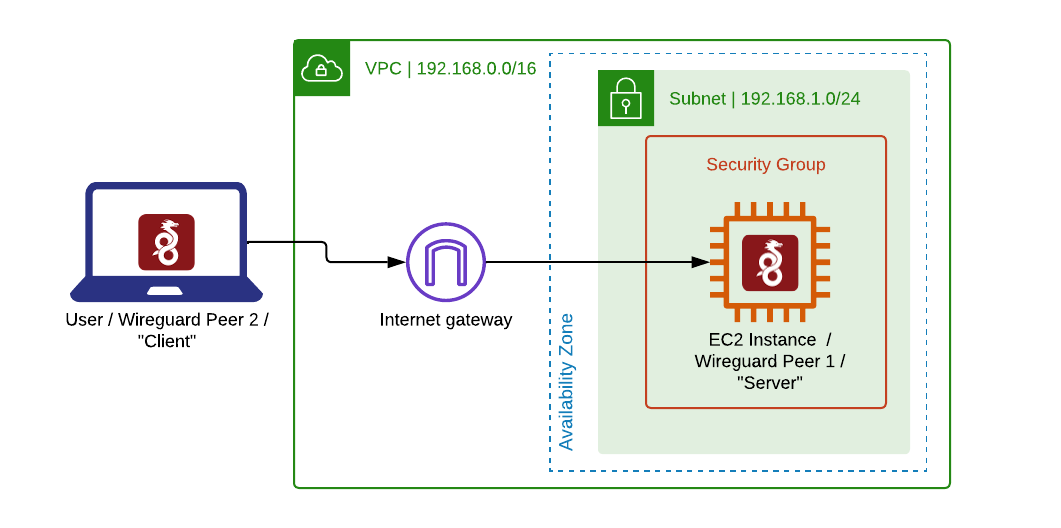 VPC | 192.168.0.0/16
Subnet | 192.168.1.0/24
Security Group
User / Wireguard Peer 2 /
"Client"
Internet gateway
Availability Zone
EC2 Instance /
Wireguard Peer 1 /
"Server"